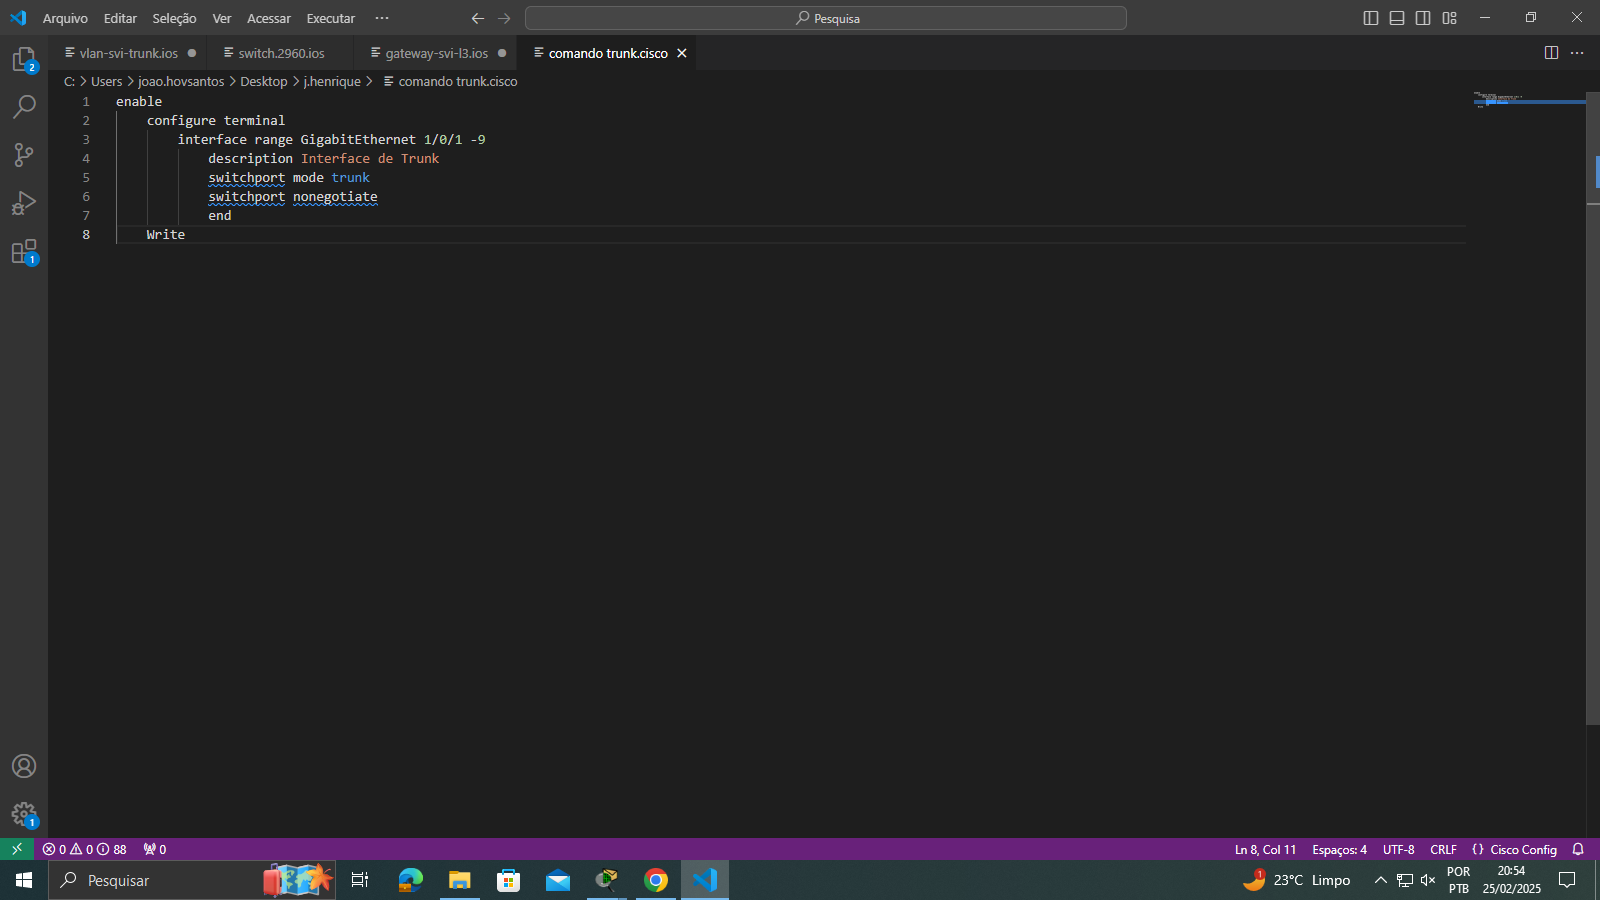 Arquivo Editar Seleção Ver Acessar Executar ··· Pesquisa
vlan-svi-trunk.ios switch.2960.ios gateway-svi-l3.ios comando trunk.cisco
C: > Users > joao.hovsantos > Desktop > j.henrique > comando trunk.cisco
1 enable
2 configure terminal
3 interface range GigabitEthernet 1/0/1 -9
4 description Interface de Trunk
5 switchport mode trunk
6 switchport nonegotiate
7 end
8 Write
2
1
1
0 0 88 0 Ln 8, Col 11 Espaços: 4 UTF-8 CRLF {} Cisco Config
Pesquisar 1 23°C Limpo POR 20:54
PTB 25/02/2025